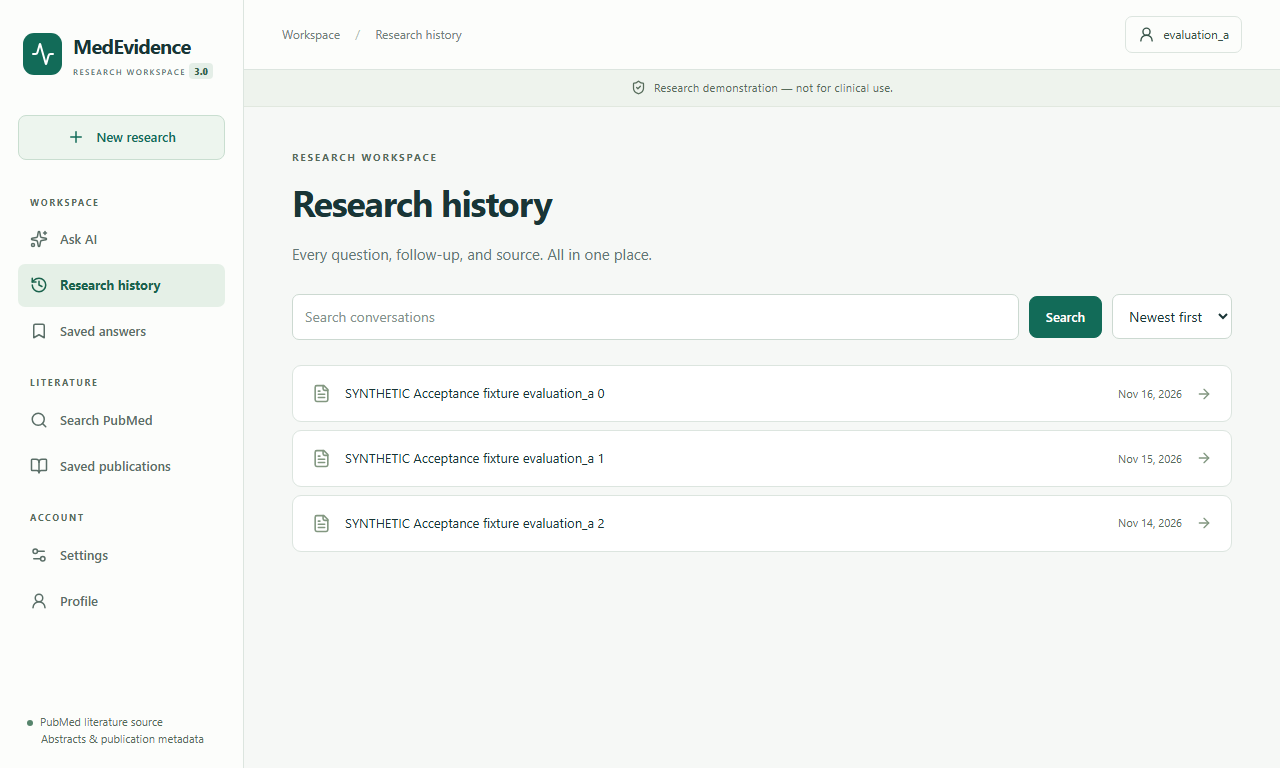 MedEvidence
RESEARCH WORKSPACE 3.0
New research
WORKSPACE
Ask AI
Research history
Saved answers
LITERATURE
Search PubMed
Saved publications
ACCOUNT
Settings
Profile
PubMed literature source
Abstracts & publication metadata
Workspace / Research history
evaluation_a
Research demonstration — not for clinical use.
RESEARCH WORKSPACE
Research history
Every question, follow-up, and source. All in one place.
Search conversations Search Newest first
SYNTHETIC Acceptance fixture evaluation_a 0 Nov 16, 2026
SYNTHETIC Acceptance fixture evaluation_a 1 Nov 15, 2026
SYNTHETIC Acceptance fixture evaluation_a 2 Nov 14, 2026